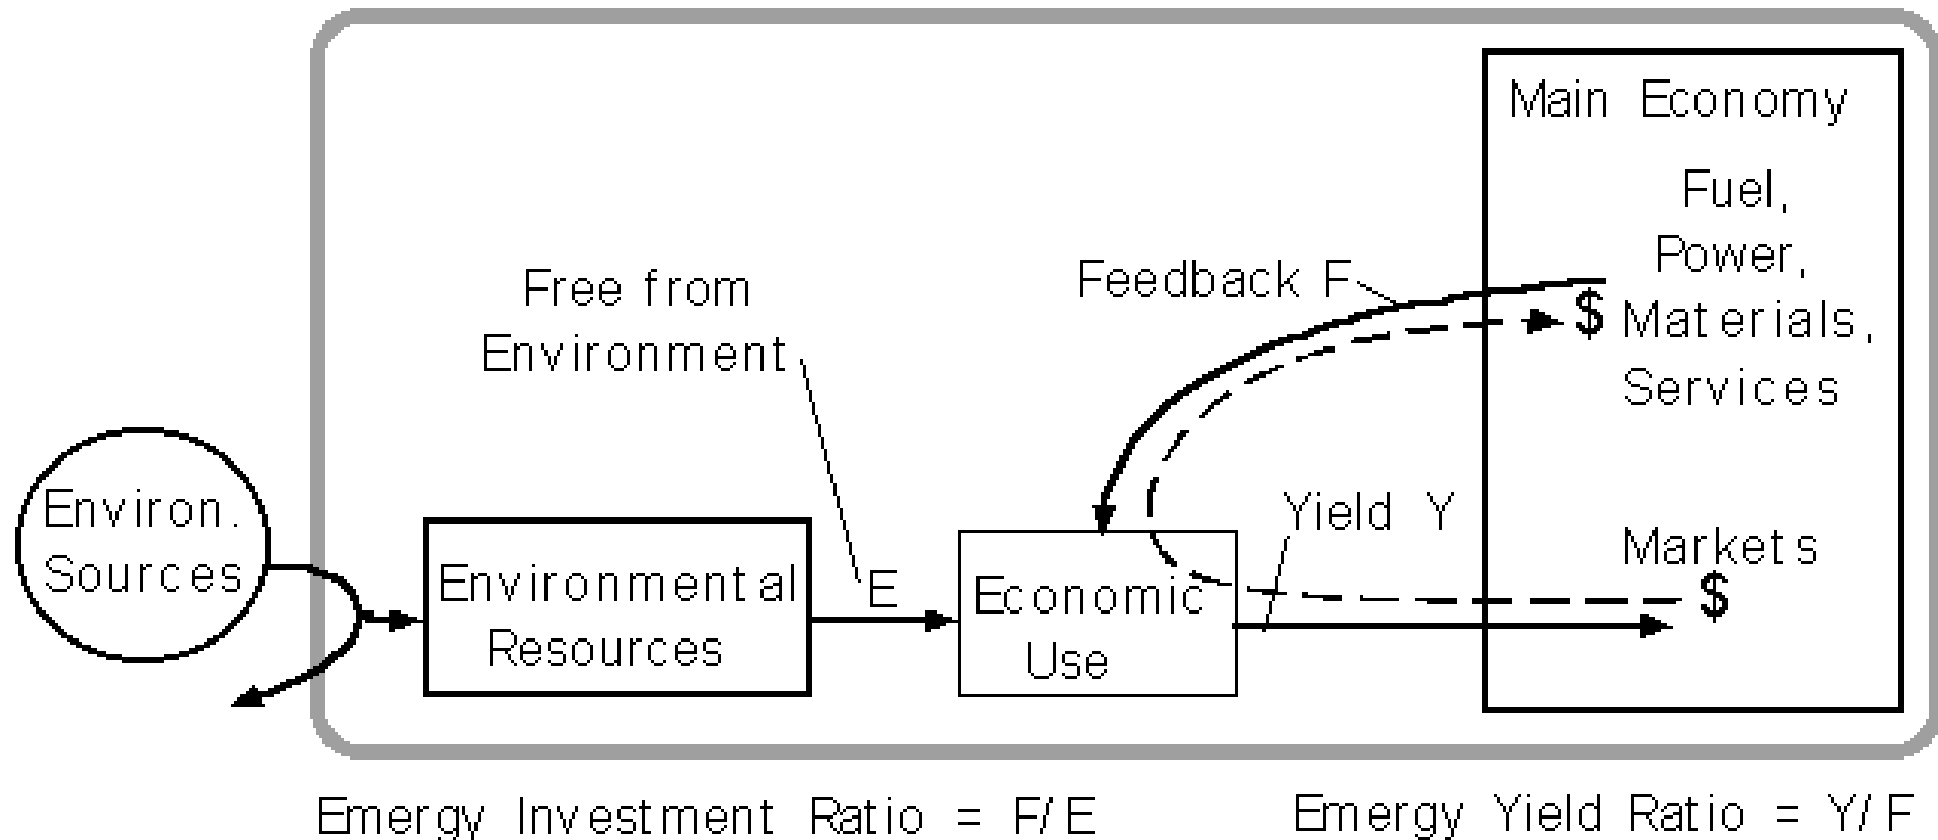 Main Economy
Fuel,
Power,
$ Materials,
Services
Feedback F
Free from
Environment
Environ.
Sources
Environmental
Resources
E
Economic
Use
Yield Y
Markets
$
Emergy Investment Ratio = F/E
Emergy Yield Ratio = Y/F